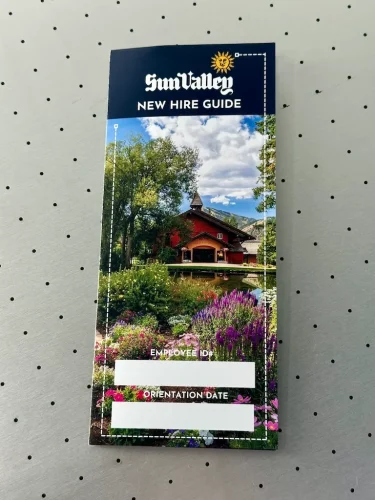 SunValley
NEW HIRE GUIDE
EMPLOYEE ID#
ORIENTATION DATE